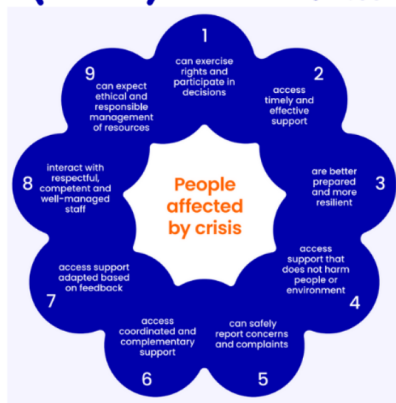 1
can exercise
rights and
participate in
decisions
2
access
timely and
effective
support
3
are better
prepared
and more
resilient
4
access
support that
does not harm
people or
environment
5
can safely
report concerns
and complaints
6
access
coordinated and
complementary
support
7
access support
adapted based
on feedback
8
interact with
respectful,
competent and
well-managed
staff
9
can expect
ethical and
responsible
management
of resources
People
affected
by crisis